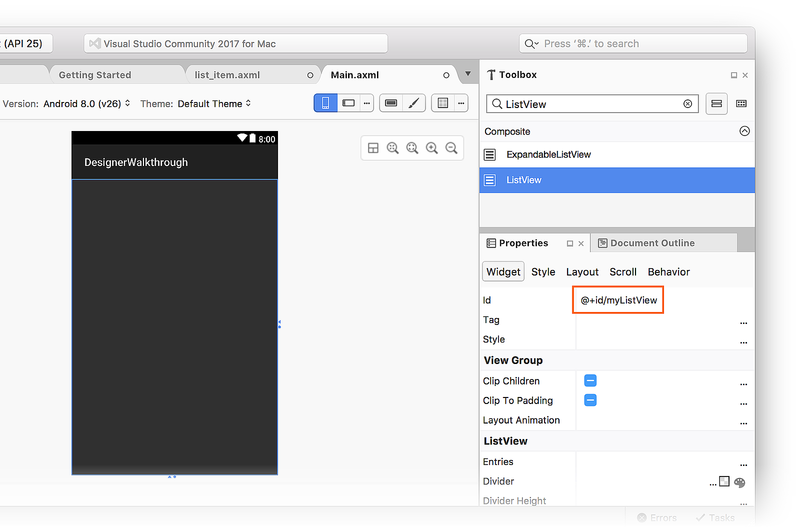 (API 25)
Visual Studio Community 2017 for Mac
Press '⌘.' to search
Getting Started
list_item.axml
Main.axml
Version: Android 8.0 (v26)
Theme: Default Theme
8:00
DesignerWalkthrough
Toolbox
ListView
Composite
ExpandableListView
ListView
Properties
Document Outline
Widget Style Layout Scroll Behavior
Id @+id/myListView
Tag ...
Style ...
View Group
Clip Children ...
Clip To Padding ...
Layout Animation ...
ListView
Entries ...
Divider ...
Divider Height ...
Errors Tasks